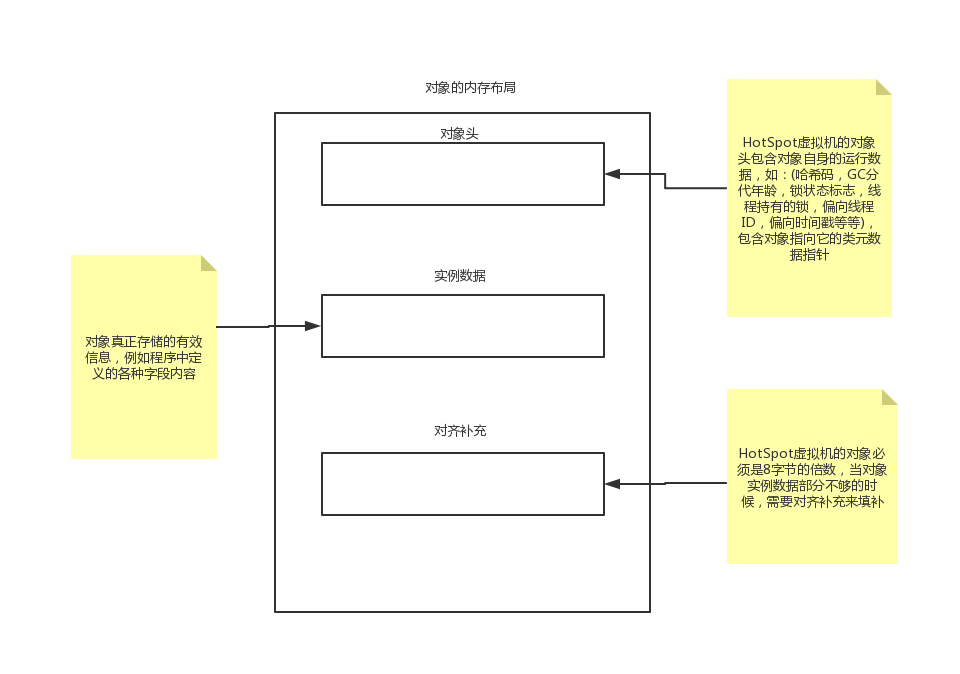 对象的内存布局
对象头
HotSpot虚拟机的对象
头包含对象自身的运行数
据，如：(哈希码，GC分
代年龄，锁状态标志，线
程持有的锁，偏向线程
ID，偏向时间戳等等)，
包含对象指向它的类元数
据指针
实例数据
对象真正存储的有效
信息，例如程序中定
义的各种字段内容
对齐补充
HotSpot虚拟机的对象必
须是8字节的倍数，当对象
实例数据部分不够的时
候，需要对齐补充来填补